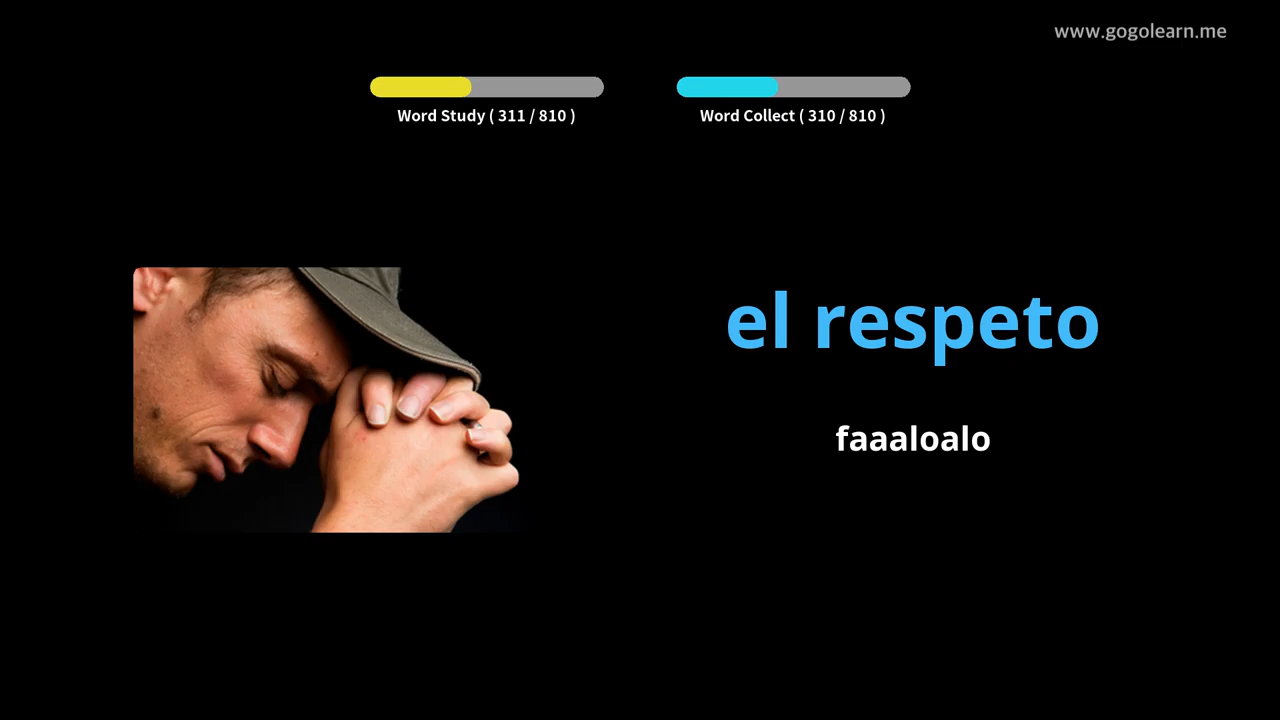 www.gogolearn.me
Word Study ( 311 / 810 )
Word Collect ( 310 / 810 )
el respeto
faaaloalo